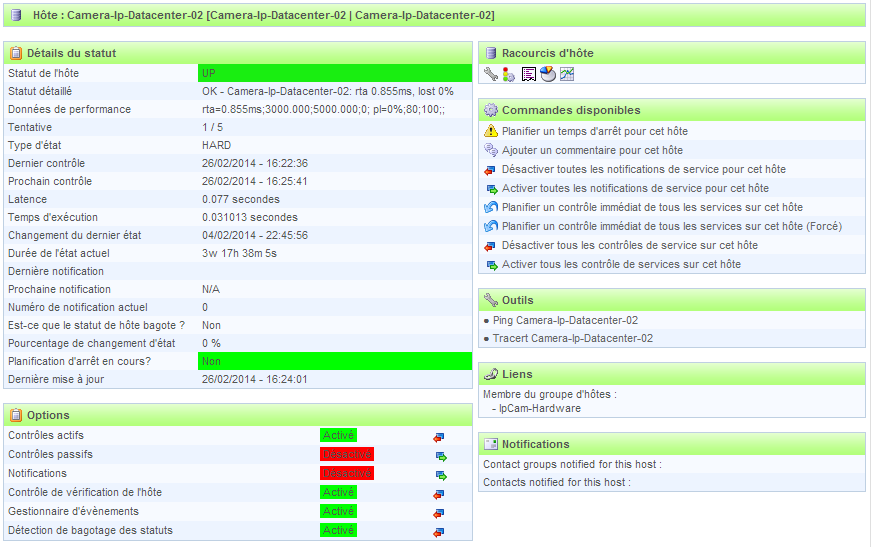 Hôte : Camera-Ip-Datacenter-02 [Camera-Ip-Datacenter-02 | Camera-Ip-Datacenter-02]
Détails du statut
Statut de l'hôte UP
Statut détaillé OK - Camera-Ip-Datacenter-02: rta 0.855ms, lost 0%
Données de performance rta=0.855ms;3000.000;5000.000;0; pl=0%;80;100;;
Tentative 1 / 5
Type d'état HARD
Dernier contrôle 26/02/2014 - 16:22:36
Prochain contrôle 26/02/2014 - 16:25:41
Latence 0.077 secondes
Temps d'exécution 0.031013 secondes
Changement du dernier état 04/02/2014 - 22:45:56
Durée de l'état actuel 3w 17h 38m 5s
Dernière notification
Prochaine notification N/A
Numéro de notification actuel 0
Est-ce que le statut de hôte bagote ? Non
Pourcentage de changement d'état 0 %
Planification d'arrêt en cours? Non
Dernière mise à jour 26/02/2014 - 16:24:01
Options
Contrôles actifs Activé
Contrôles passifs Désactivé
Notifications Désactivé
Contrôle de vérification de l'hôte Activé
Gestionnaire d'évènements Activé
Détection de bagotage des statuts Activé
Racourcis d'hôte
Commandes disponibles
Planifier un temps d'arrêt pour cet hôte
Ajouter un commentaire pour cet hôte
Désactiver toutes les notifications de service pour cet hôte
Activer toutes les notifications de service pour cet hôte
Planifier un contrôle immédiat de tous les services sur cet hôte
Planifier un contrôle immédiat de tous les services sur cet hôte (Forcé)
Désactiver tous les contrôles de service sur cet hôte
Activer tous les contrôle de services sur cet hôte
Outils
• Ping Camera-Ip-Datacenter-02
• Tracert Camera-Ip-Datacenter-02
Liens
Membre du groupe d'hôtes :
- IpCam-Hardware
Notifications
Contact groups notified for this host :
Contacts notified for this host :